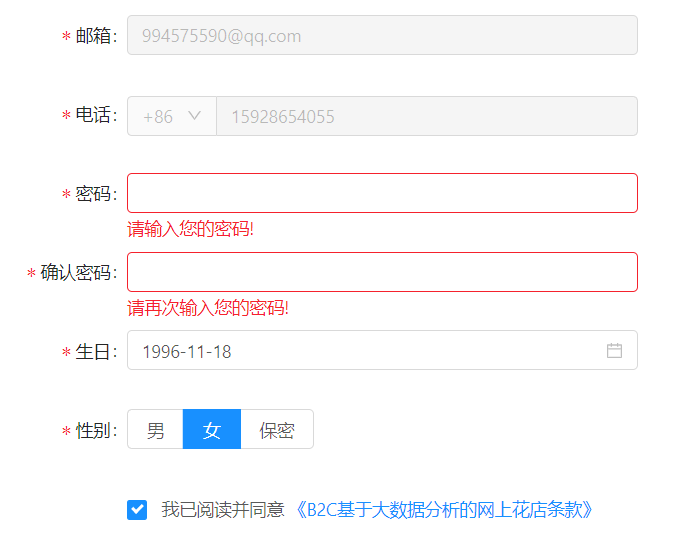 * 邮箱: 994575590@qq.com
* 电话: +86 15928654055
* 密码:
请输入您的密码!
* 确认密码:
请再次输入您的密码!
* 生日: 1996-11-18
* 性别: 男 女 保密
我已阅读并同意《B2C基于大数据分析的网上花店条款》